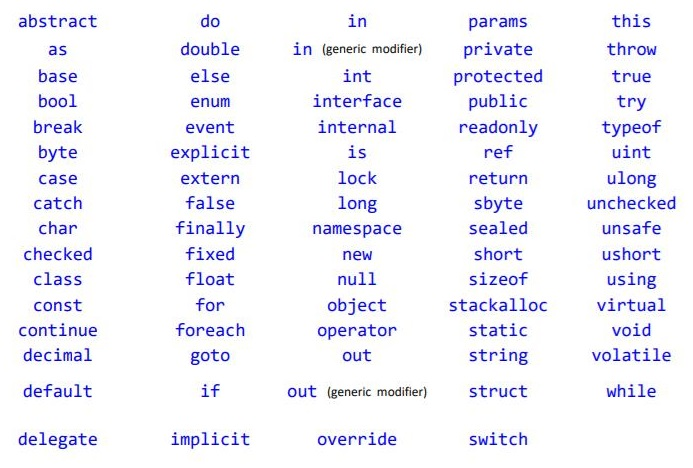 abstract do in params this
as double in (generic modifier) private throw
base else int protected true
bool enum interface public try
break event internal readonly typeof
byte explicit is ref uint
case extern lock return ulong
catch false long sbyte unchecked
char finally namespace sealed unsafe
checked fixed new short ushort
class float null sizeof using
const for object stackalloc virtual
continue foreach operator static void
decimal goto out string volatile
default if out (generic modifier) struct while
delegate implicit override switch